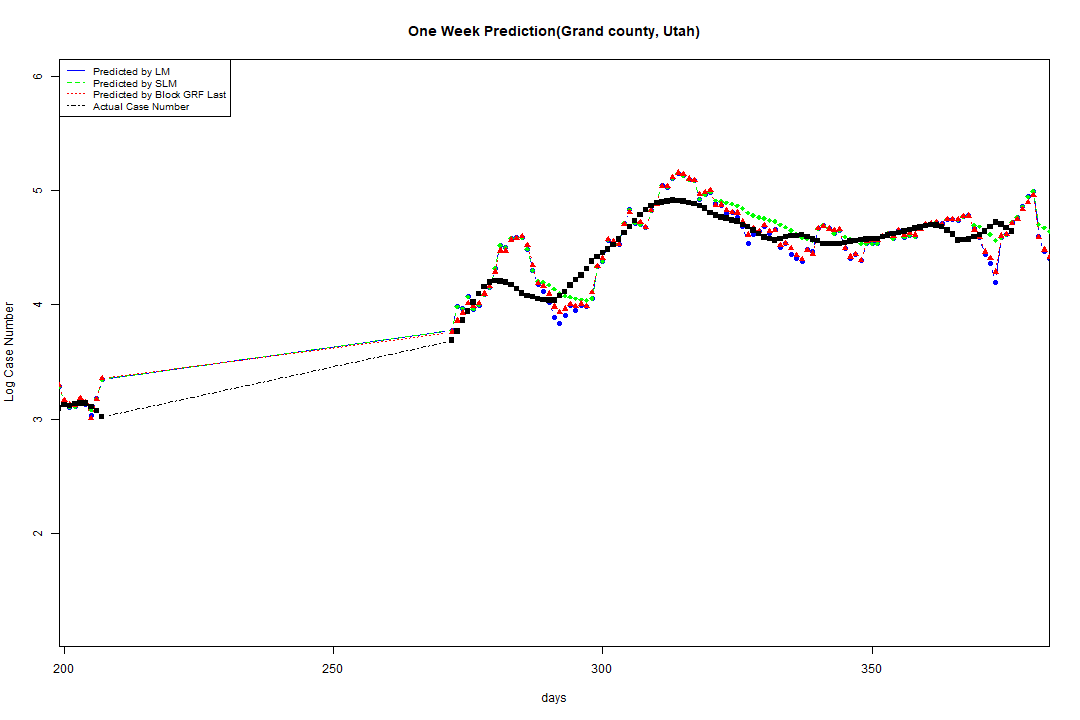 One Week Prediction(Grand county, Utah)
Predicted by LM
Predicted by SLM
Predicted by Block GRF Last
Actual Case Number
6
5
4
3
2
Log Case Number
200
250
300
350
days